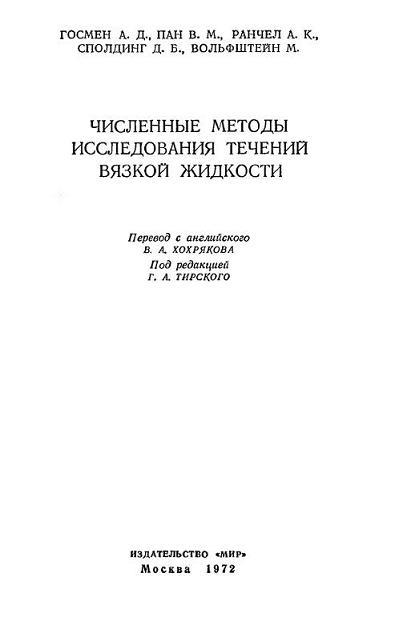 ГОСМЕН А. Д., ПАН В. М., РАНЧЕЛ А. К.,
СПОЛДИНГ Д. Б., ВОЛЬФШТЕЙН М.
ЧИСЛЕННЫЕ МЕТОДЫ
ИССЛЕДОВАНИЯ ТЕЧЕНИЙ
ВЯЗКОЙ ЖИДКОСТИ
Перевод с английского
В. А. ХОХРЯКОВА
Под редакцией
Г. А. ТИРСКОГО
ИЗДАТЕЛЬСТВО «МИР»
Москва 1972